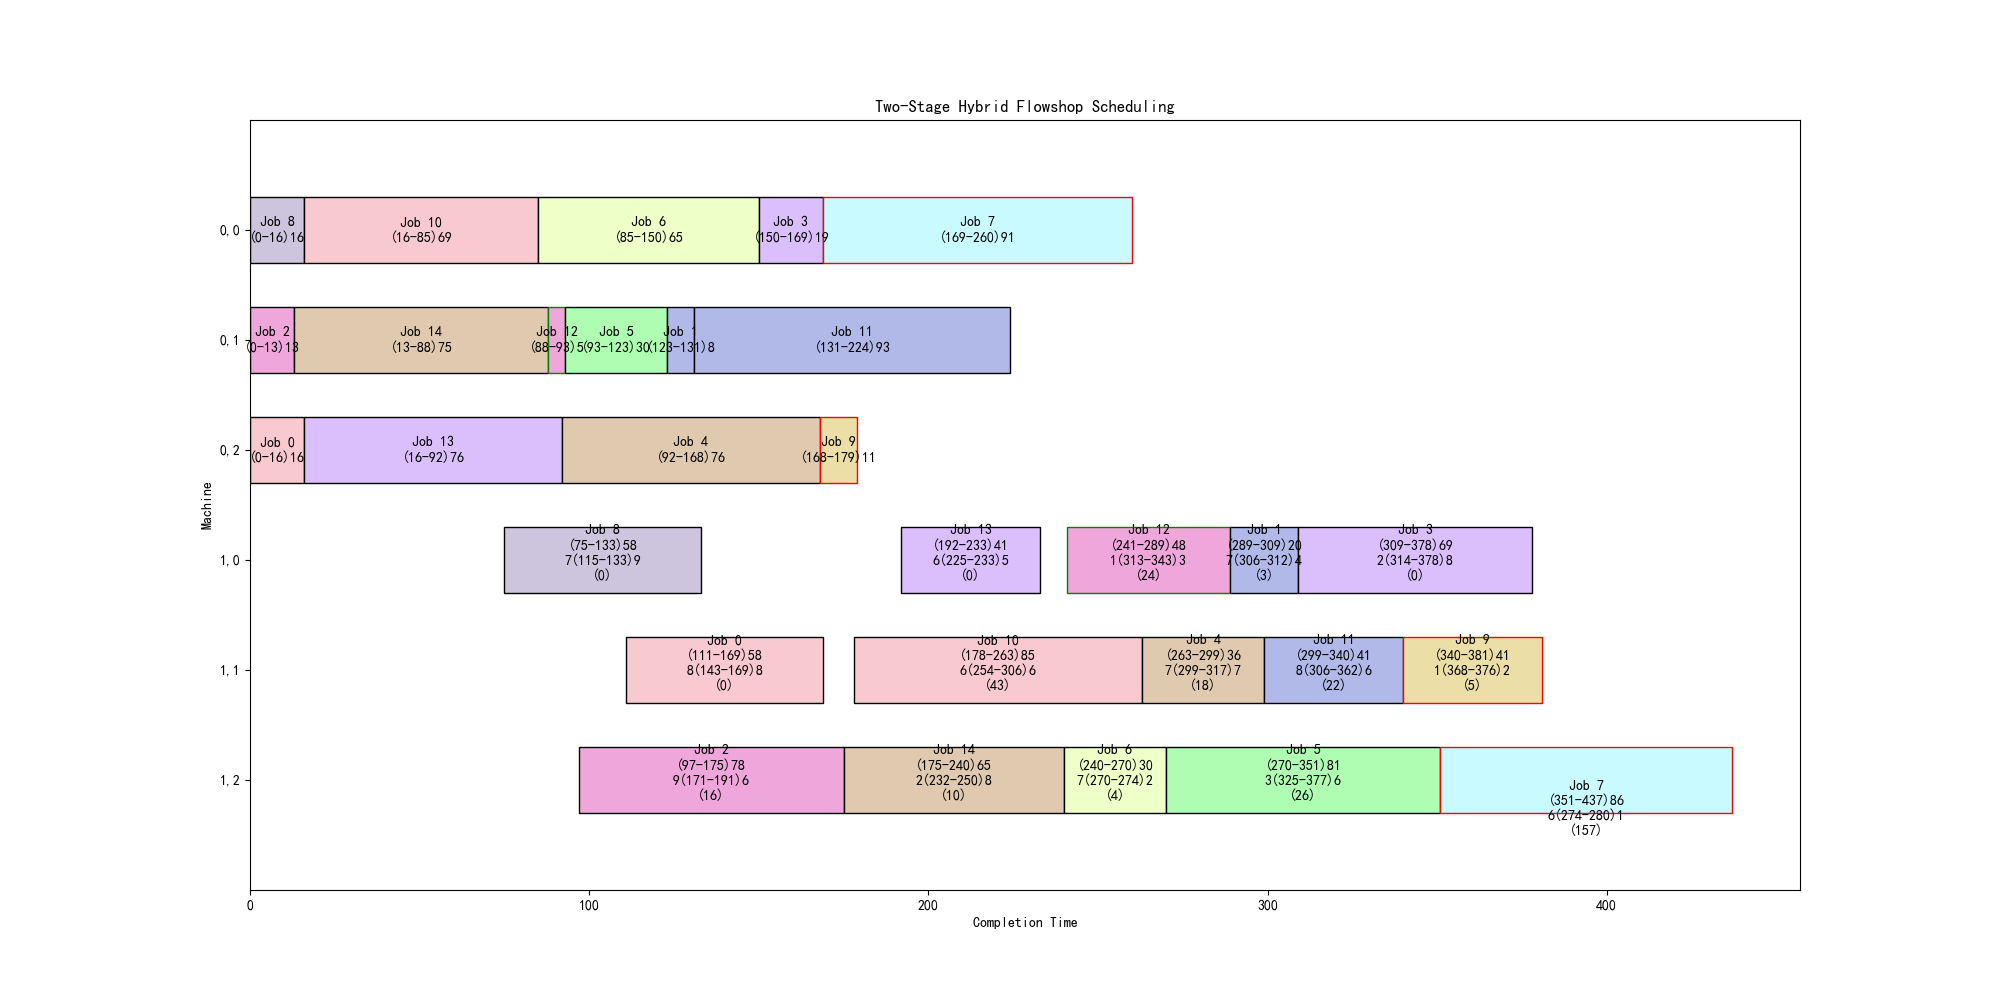 Two-Stage Hybrid Flowshop Scheduling
0,0
Job 8
(0-16)16
Job 10
(16-85)69
Job 6
(85-150)65
Job 3
(150-169)19
Job 7
(169-260)91
0,1
Job 2
(0-13)13
Job 14
(13-88)75
Job 12
(88-93)5
Job 5
(93-123)30
Job 1
(123-131)8
Job 11
(131-224)93
0,2
Job 0
(0-16)16
Job 13
(16-92)76
Job 4
(92-168)76
Job 9
(168-179)11
Machine
1,0
Job 8
(75-133)58
7(115-133)9
(0)
Job 13
(192-233)41
6(225-233)5
(0)
Job 12
(241-289)48
1(313-343)3
(24)
Job 1
(289-309)20
7(306-312)4
(3)
Job 3
(309-378)69
2(314-378)8
(0)
1,1
Job 0
(111-169)58
8(143-169)8
(0)
Job 10
(178-263)85
6(254-306)6
(43)
Job 4
(263-299)36
7(299-317)7
(18)
Job 11
(299-340)41
8(306-362)6
(22)
Job 9
(340-381)41
1(368-376)2
(5)
1,2
Job 2
(97-175)78
9(171-191)6
(16)
Job 14
(175-240)65
2(232-250)8
(10)
Job 6
(240-270)30
7(270-274)2
(4)
Job 5
(270-351)81
3(325-377)6
(26)
Job 7
(351-437)86
6(274-280)1
(157)
0
100
200
300
400
Completion Time